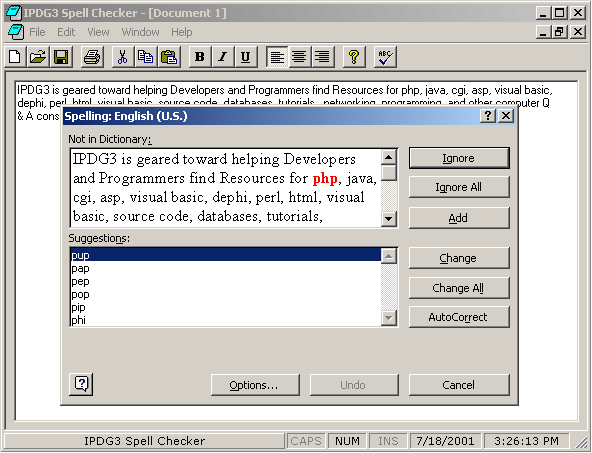 IPDG3 Spell Checker - [Document 1]
File Edit View Window Help
B I U ? ABC
IPDG3 is geared toward helping Developers and Programmers find Resources for php, java, cgi, asp, visual basic,
dephi, perl, html, visual basic, source code, databases, tutorials, networking, programming, and other computer Q
& A cons
Spelling: English (U.S.)
Not in Dictionary:
IPDG3 is geared toward helping Developers
and Programmers find Resources for php, java,
cgi, asp, visual basic, dephi, perl, html, visual
basic, source code, databases, tutorials,
Ignore
Ignore All
Add
Suggestions:
pup
pap
pep
pop
pip
phi
Change
Change All
AutoCorrect
? Options... Undo Cancel
IPDG3 Spell Checker CAPS NUM INS 7/18/2001 3:26:13 PM